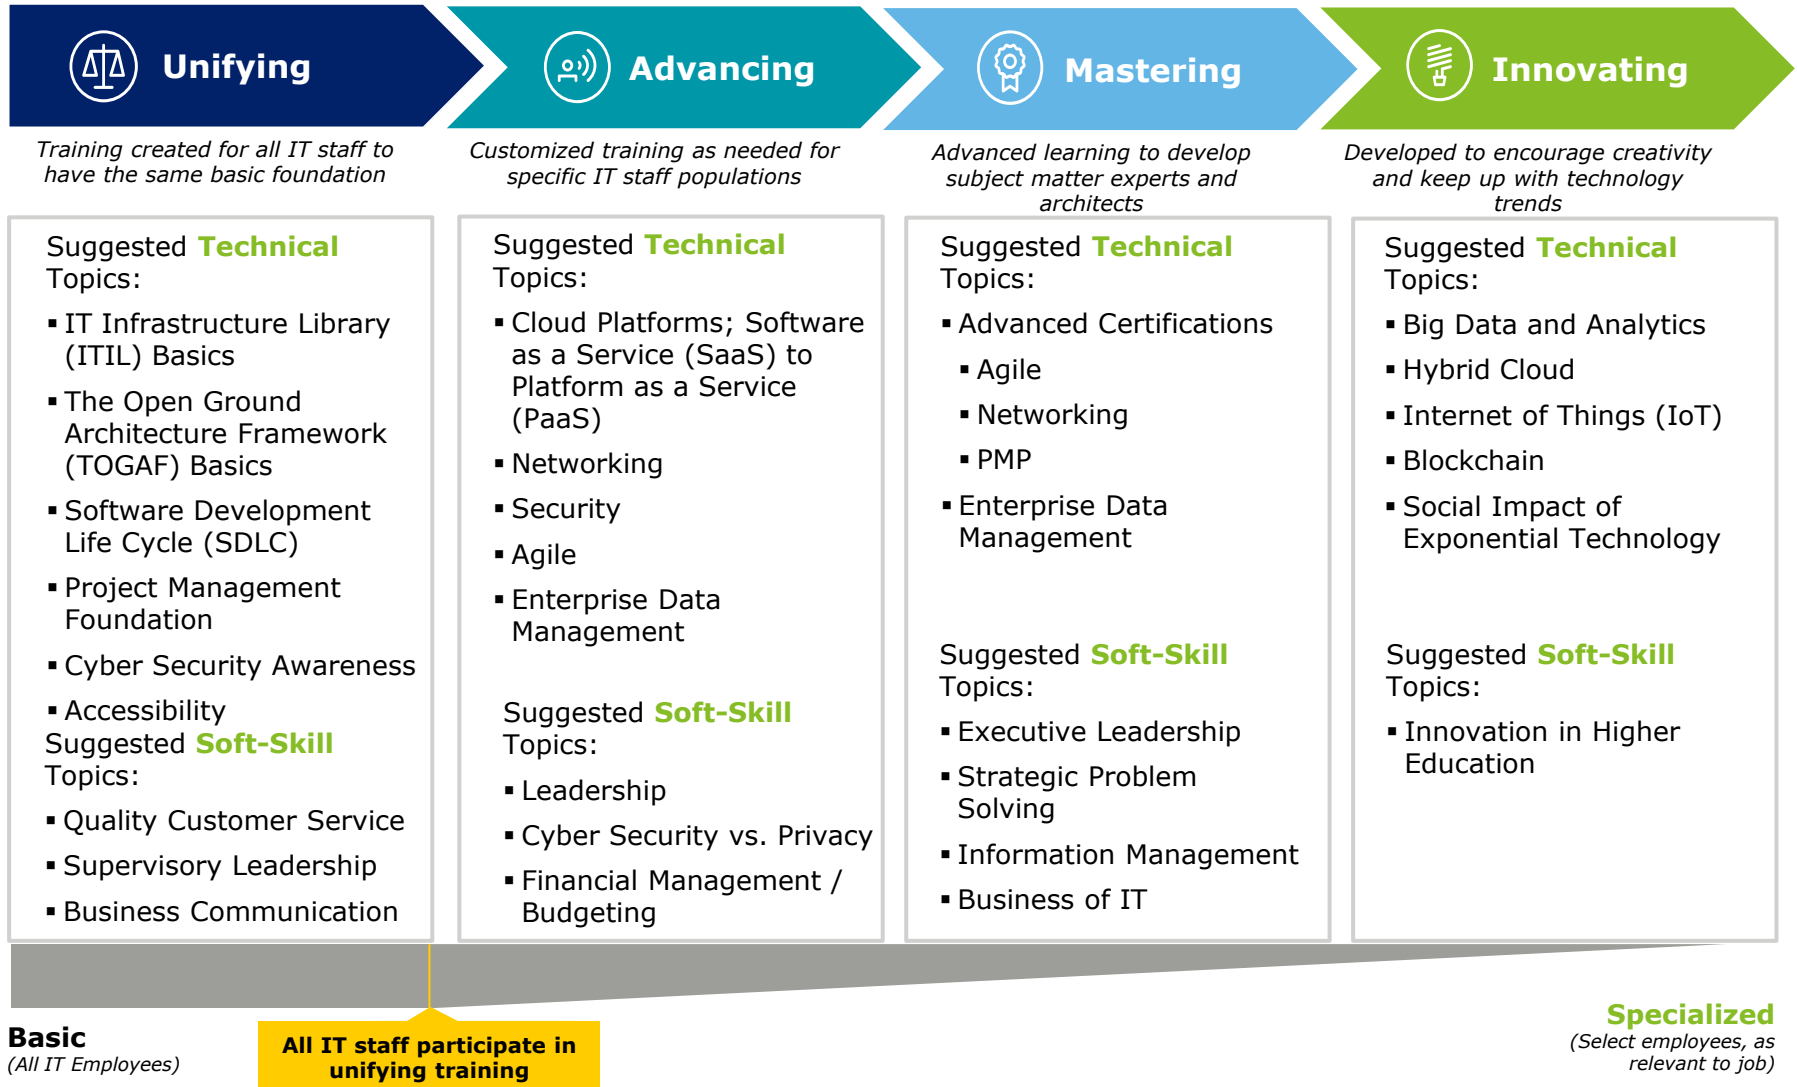 Unifying
Training created for all IT staff to
have the same basic foundation
Suggested Technical
Topics:
▪ IT Infrastructure Library
(ITIL) Basics
▪ The Open Ground
Architecture Framework
(TOGAF) Basics
▪ Software Development
Life Cycle (SDLC)
▪ Project Management
Foundation
▪ Cyber Security Awareness
▪ Accessibility
Suggested Soft-Skill
Topics:
▪ Quality Customer Service
▪ Supervisory Leadership
▪ Business Communication
Advancing
Customized training as needed for
specific IT staff populations
Suggested Technical
Topics:
▪ Cloud Platforms; Software
as a Service (SaaS) to
Platform as a Service
(PaaS)
▪ Networking
▪ Security
▪ Agile
▪ Enterprise Data
Management
Suggested Soft-Skill
Topics:
▪ Leadership
▪ Cyber Security vs. Privacy
▪ Financial Management /
Budgeting
Mastering
Advanced learning to develop
subject matter experts and
architects
Suggested Technical
Topics:
▪ Advanced Certifications
▪ Agile
▪ Networking
▪ PMP
▪ Enterprise Data
Management
Suggested Soft-Skill
Topics:
▪ Executive Leadership
▪ Strategic Problem
Solving
▪ Information Management
▪ Business of IT
Innovating
Developed to encourage creativity
and keep up with technology
trends
Suggested Technical
Topics:
▪ Big Data and Analytics
▪ Hybrid Cloud
▪ Internet of Things (IoT)
▪ Blockchain
▪ Social Impact of
Exponential Technology
Suggested Soft-Skill
Topics:
▪ Innovation in Higher
Education
Basic
(All IT Employees)
All IT staff participate in
unifying training
Specialized
(Select employees, as
relevant to job)